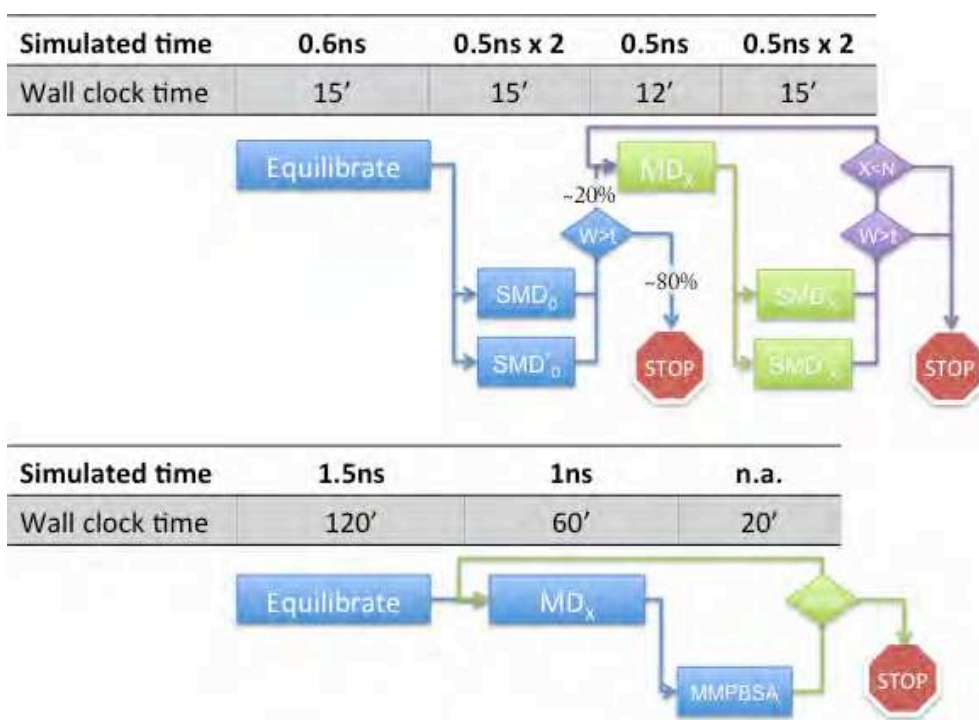 Simulated time 0.6ns 0.5ns x 2 0.5ns 0.5ns x 2
Wall clock time 15′ 15′ 12′ 15′
Equilibrate MDₓ X<N
~20%
W>t W>t
~80%
SMD₀ SMDₓ
SMD'₀ STOP SMD'ₓ STOP
Simulated time 1.5ns 1ns n.a.
Wall clock time 120′ 60′ 20′
Equilibrate MDₓ
MMPBSA STOP